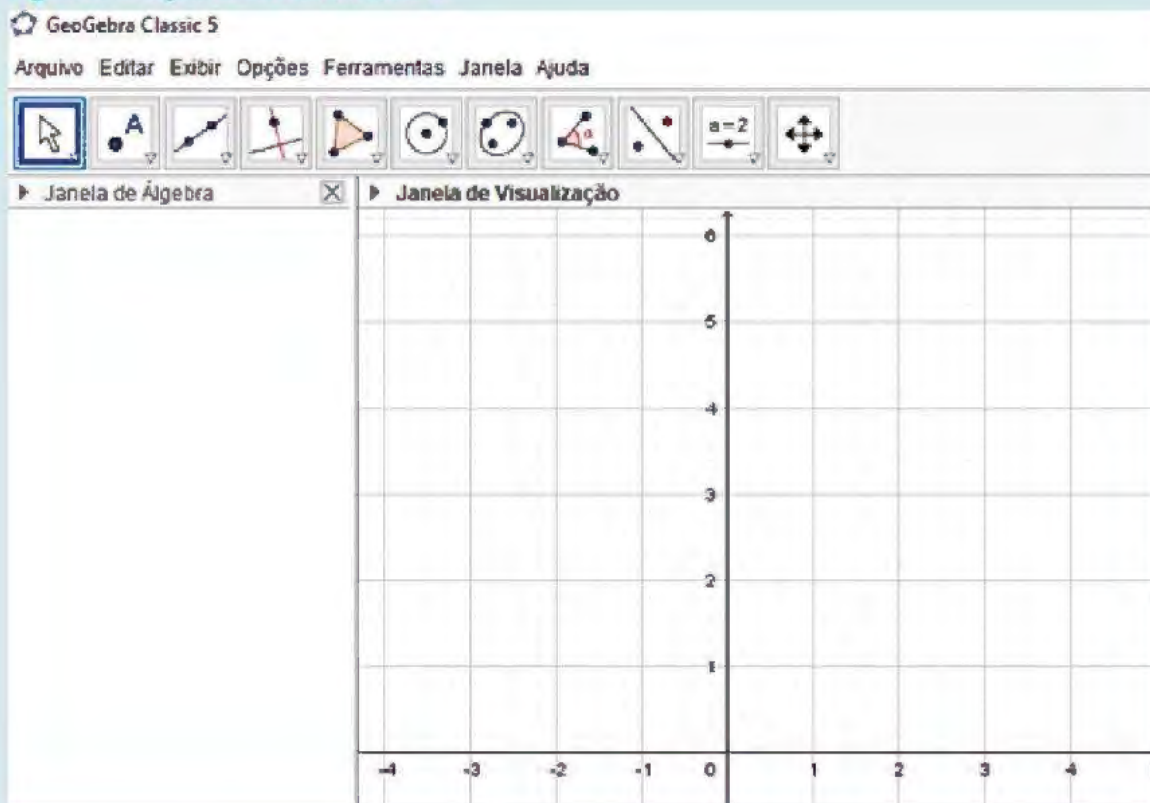 GeoGebra Classic 5
Arquivo Editar Exibir Opções Ferramentas Janela Ajuda
A
α
a=2
Janela de Álgebra
Janela de Visualização
6
5
4
3
2
1
-4 -3 -2 -1 0 1 2 3 4